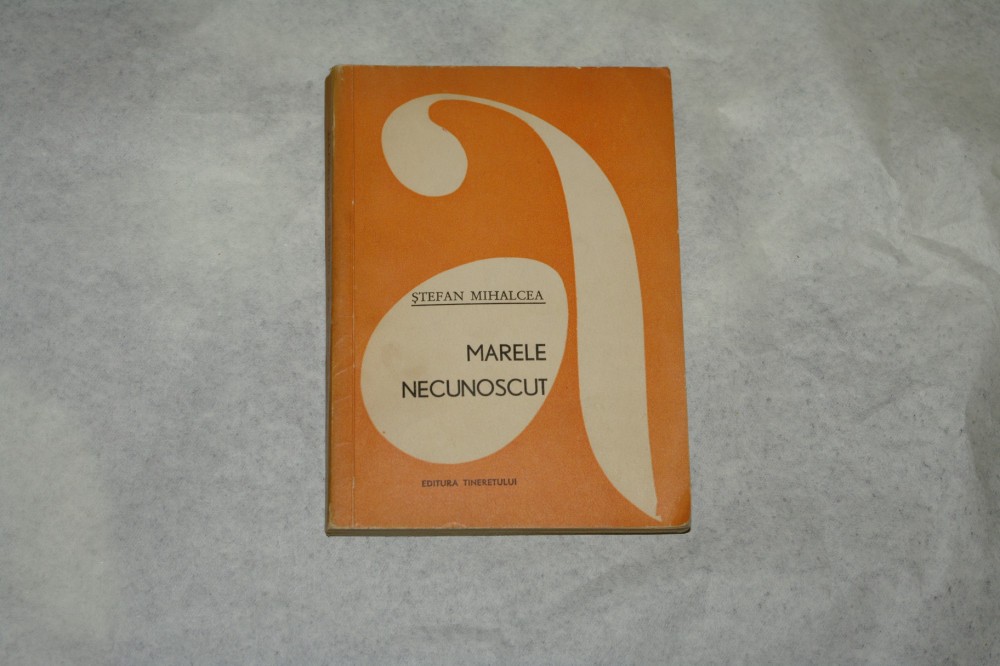 ŞTEFAN MIHALCEA
MARELE
NECUNOSCUT
EDITURA TINERETULUI